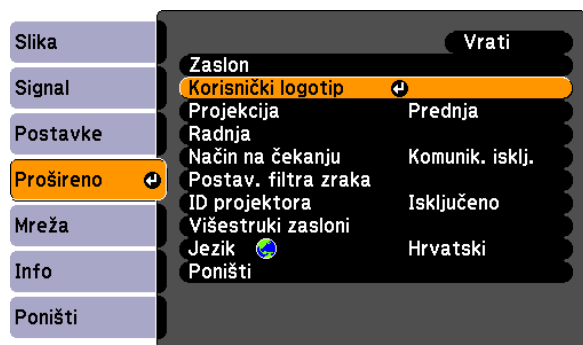 Slika
Signal
Postavke
Prošireno
Mreža
Info
Poništi
Vrati
Zaslon
Korisnički logotip
Projekcija Prednja
Radnja
Način na čekanju Komunik. isklj.
Postav. filtra zraka
ID projektora Isključeno
Višestruki zasloni
Jezik Hrvatski
Poništi